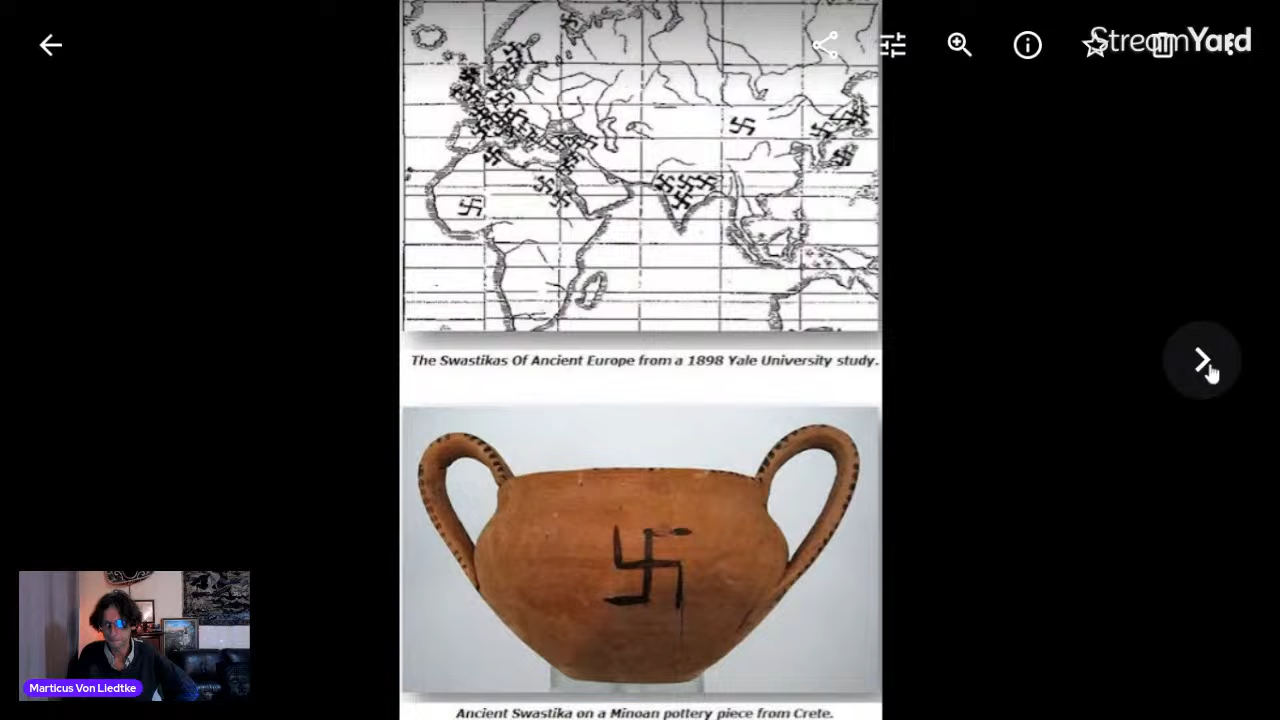 StreamYard
The Swastikas Of Ancient Europe from a 1898 Yale University study.
Marticus Von Liedtke
Ancient Swastika on a Minoan pottery piece from Crete.